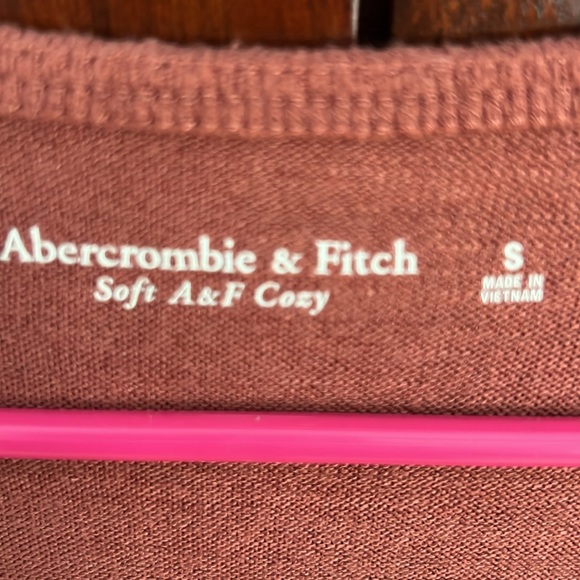 Abercrombie & Fitch
Soft A&F Cozy
S
MADE IN
VIETNAM